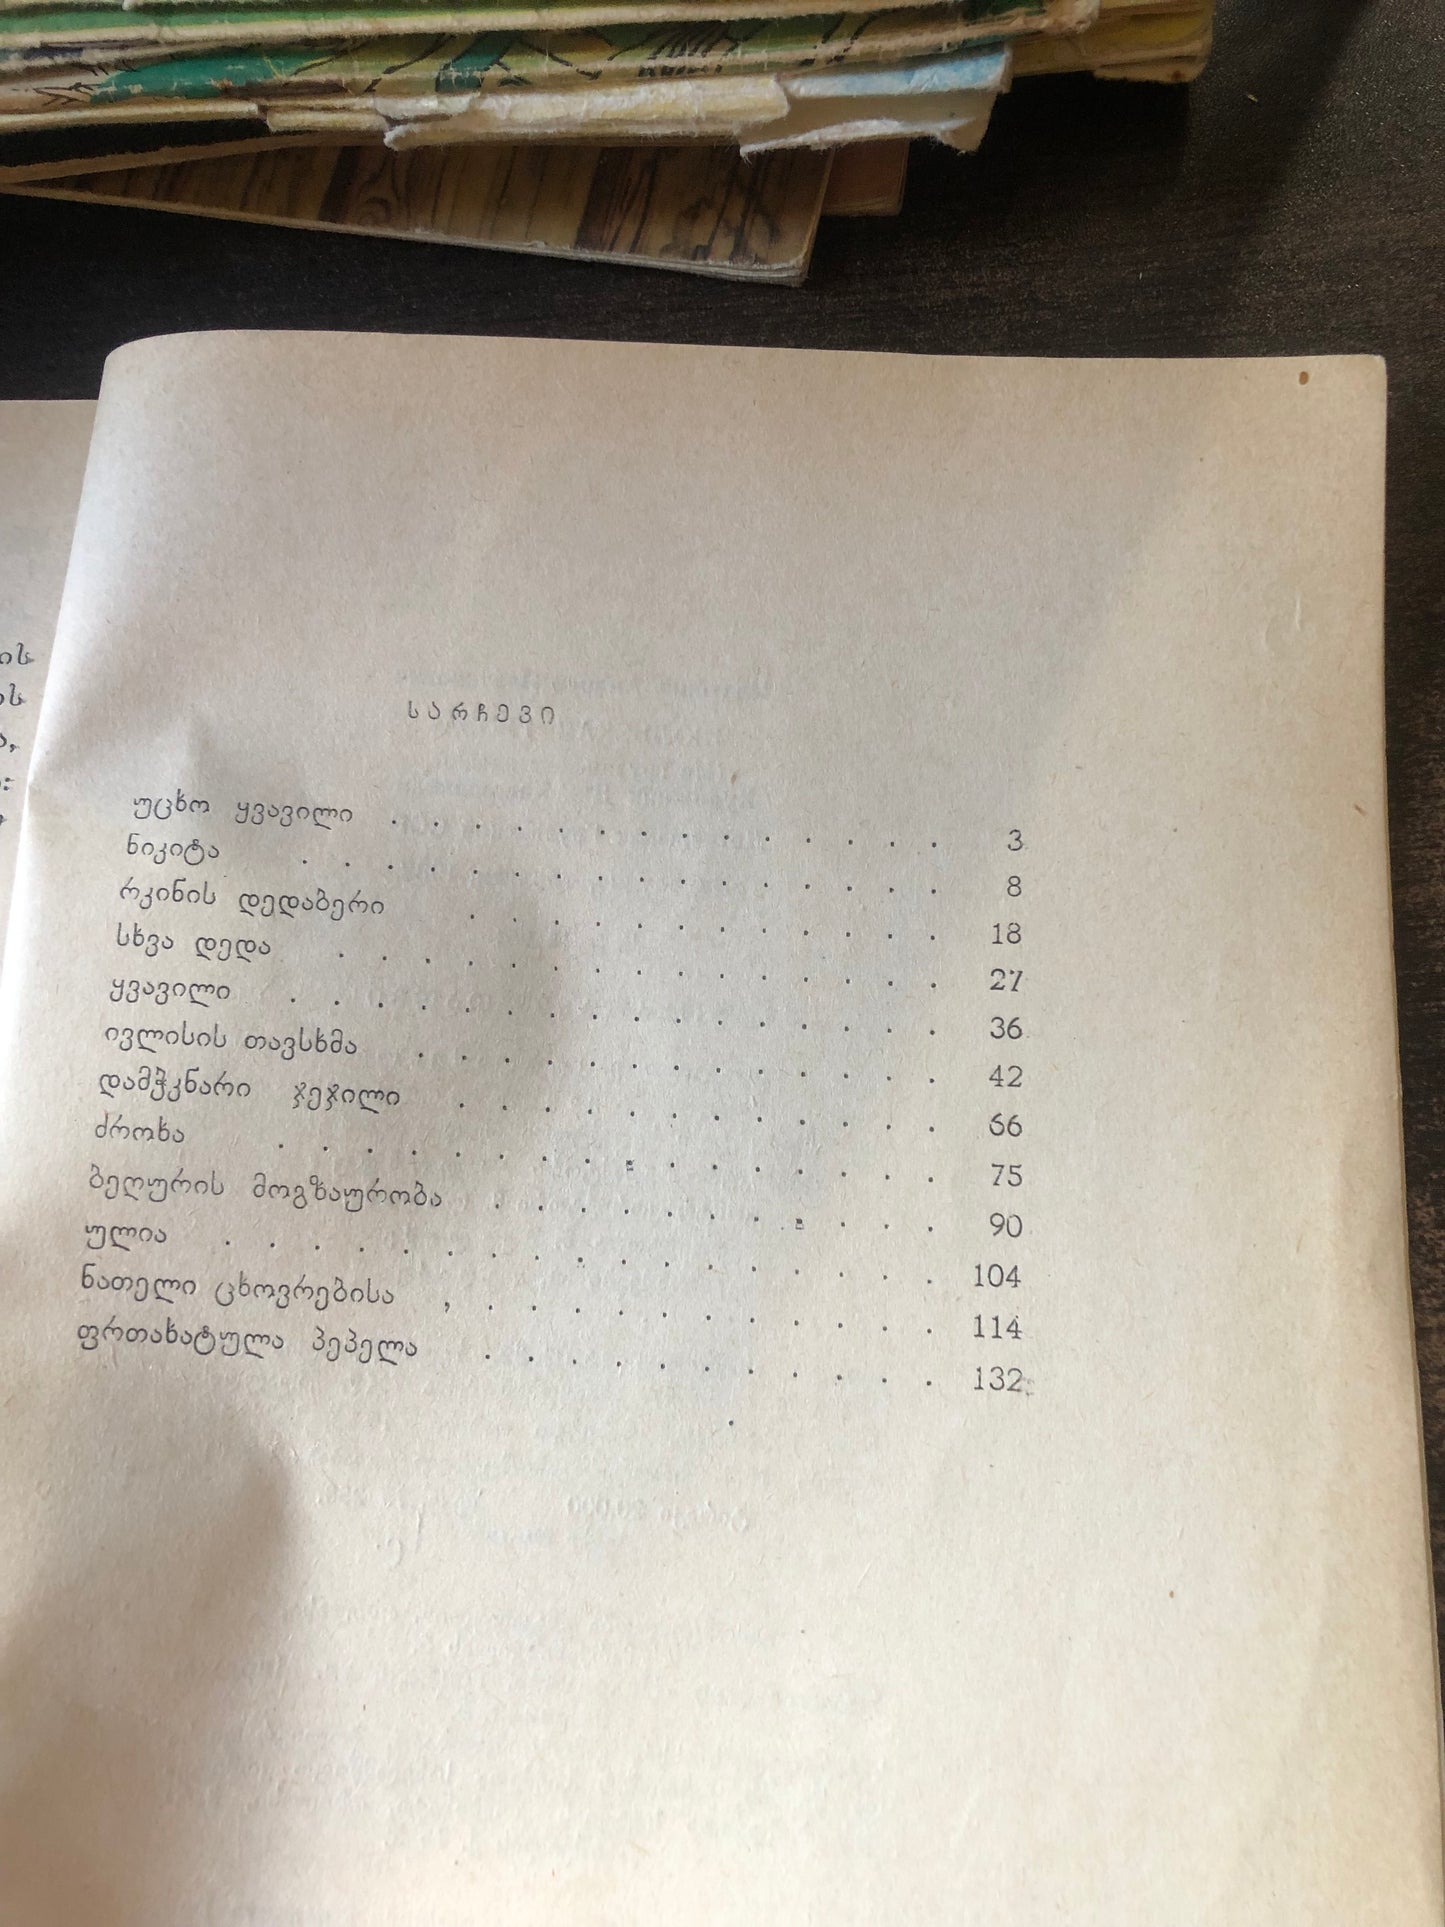 სარჩევი
უცხო ყვავილი . . . . . . . . . . . . . . 3
ნიკიტა . . . . . . . . . . . . . . . . 8
რკინის დედაბერი . . . . . . . . . . . . 18
სხვა დედა . . . . . . . . . . . . . . . 27
ყვავილი . . . . . . . . . . . . . . . . 36
ივლისის თავსხმა . . . . . . . . . . . . . 42
დამჭკნარი ჯეჯილი . . . . . . . . . . . . 66
ძროხა . . . . . . . . . . . . . . . . 75
ბეღურის მოგზაურობა . . . . . . . . . . . 90
ულია . . . . . . . . . . . . . . . . . 104
ნათელი ცხოვრებისა , . . . . . . . . . . . 114
ფრთახატულა პეპელა . . . . . . . . . . . 132